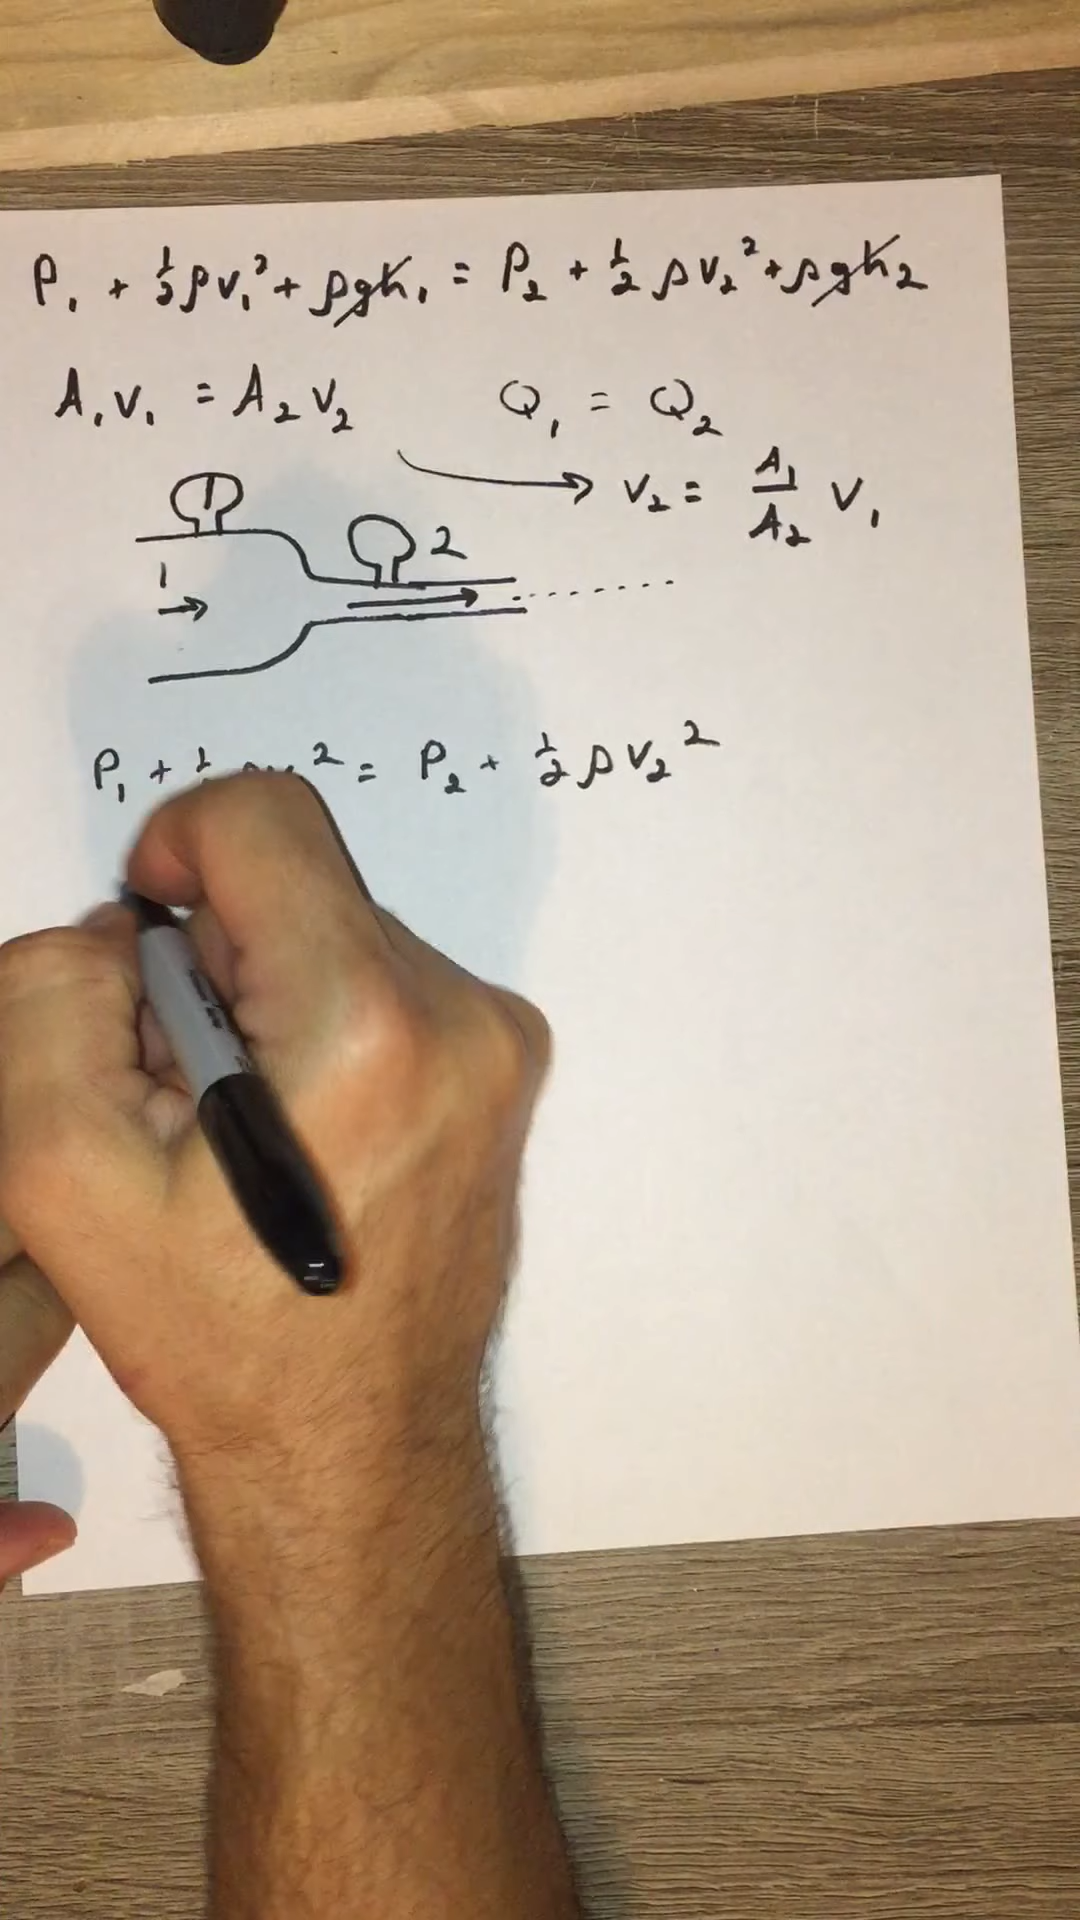 P₁ + ½ρv₁² + ρgh₁ = P₂ + ½ρv₂² + ρgh₂
A₁v₁ = A₂v₂ Q₁ = Q₂
v₂ = A₁/A₂ v₁
1
2
1
P₁ + ² = P₂ + ½ρv₂²